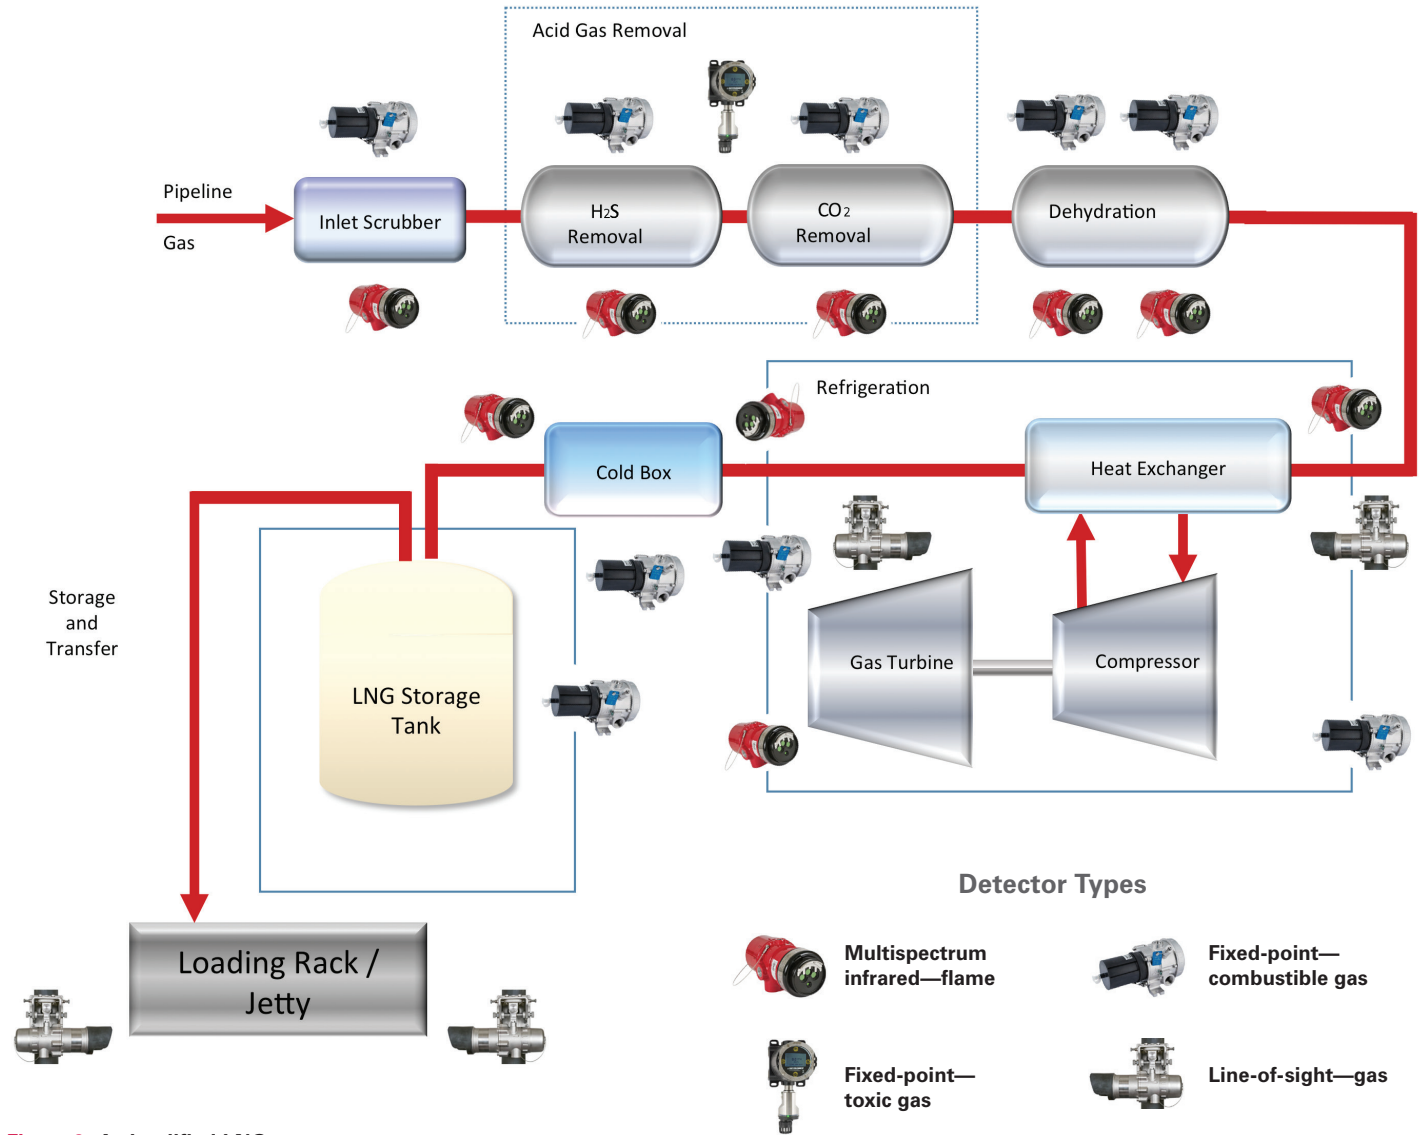 Acid Gas Removal
Pipeline
Gas
Inlet Scrubber
H2S
Removal
CO2
Removal
Dehydration
Refrigeration
Cold Box
Heat Exchanger
Storage
and
Transfer
LNG Storage
Tank
Gas Turbine
Compressor
Loading Rack /
Jetty
Detector Types
Multispectrum
infrared—flame
Fixed-point—
combustible gas
Fixed-point—
toxic gas
Line-of-sight—gas